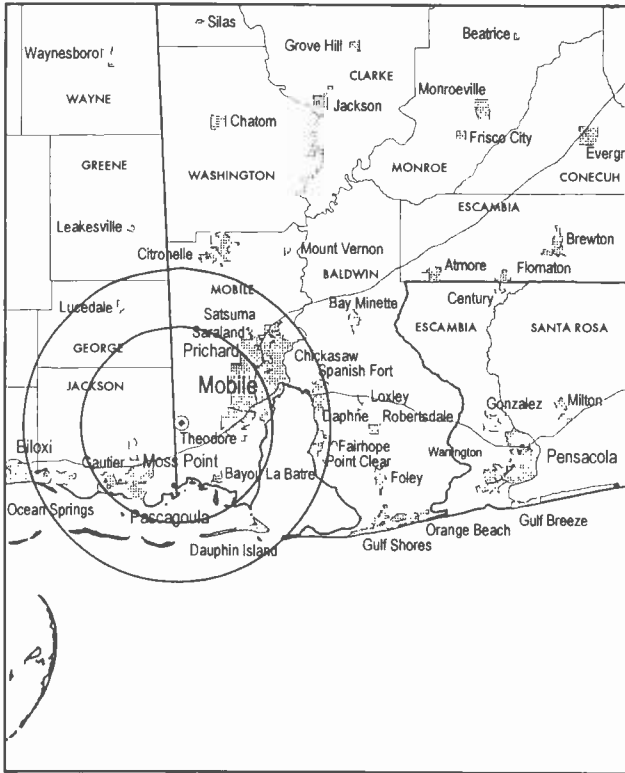 Silas
Waynesboro
Grove Hill
Beatrice
CLARKE
WAYNE
Jackson
Monroeville
Chatom
Frisco City
Evergr
GREENE
WASHINGTON
MONROE
CONECUH
ESCAMBIA
Leakesville
Citronelle
Mount Vernon
Brewton
BALDWIN
Atmore
Flomaton
MOBILE
Century
Lucedale
Satsuma
Bay Minette
Saraland
ESCAMBIA
SANTA ROSA
GEORGE
Prichard
Chickasaw
Spanish Fort
JACKSON
Mobile
Loxley
Gonzalez
Milton
Daphne
Robertsdale
Theodore
Biloxi
Fairhope
Warrington
Pensacola
Gautier
Moss Point
Point Clear
Bayou La Batre
Foley
Ocean Springs
Pascagoula
Orange Beach
Gulf Breeze
Dauphin Island
Gulf Shores